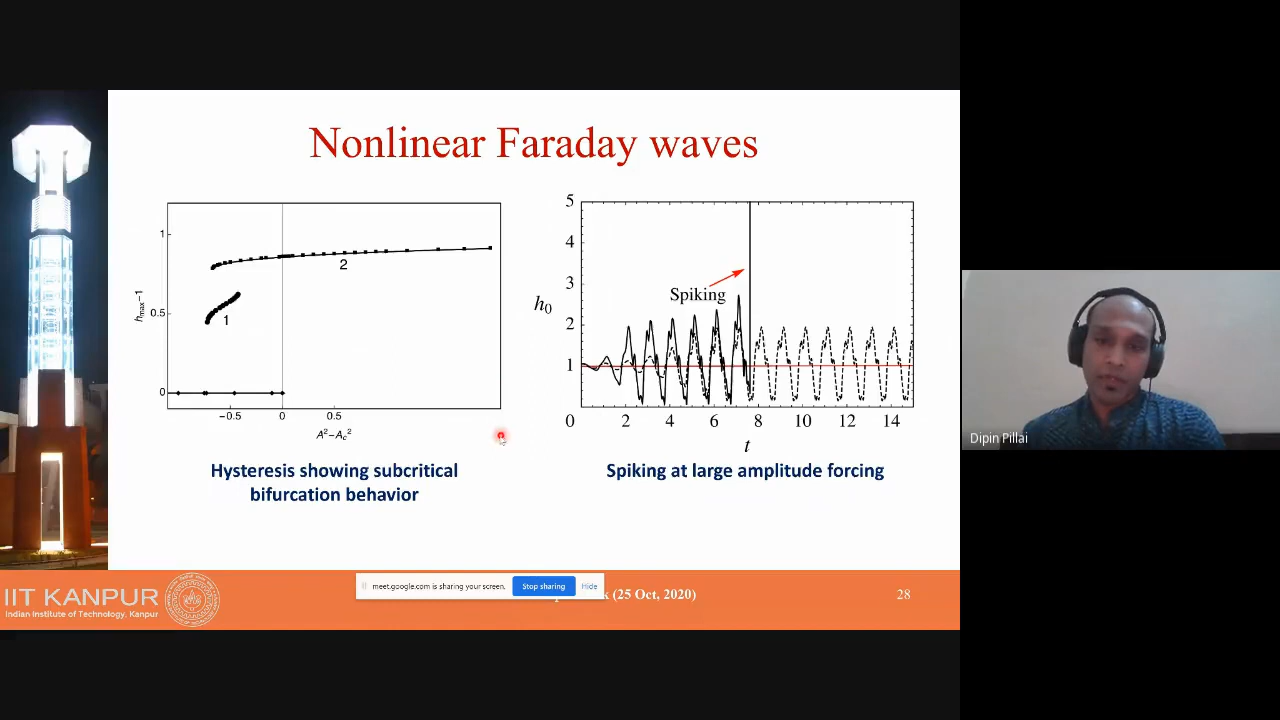 Nonlinear Faraday waves
1
0.5
0
h_max−1
2
1
−0.5
0
0.5
A²−A_c²
Hysteresis showing subcritical
bifurcation behavior
5
4
3
2
1
0
h₀
Spiking
2
4
6
8
10
12
14
t
Spiking at large amplitude forcing
Dipin Pillai
IIT KANPUR
Indian Institute of Technology, Kanpur
meet.google.com is sharing your screen.
Stop sharing
Hide
(25 Oct, 2020)
28